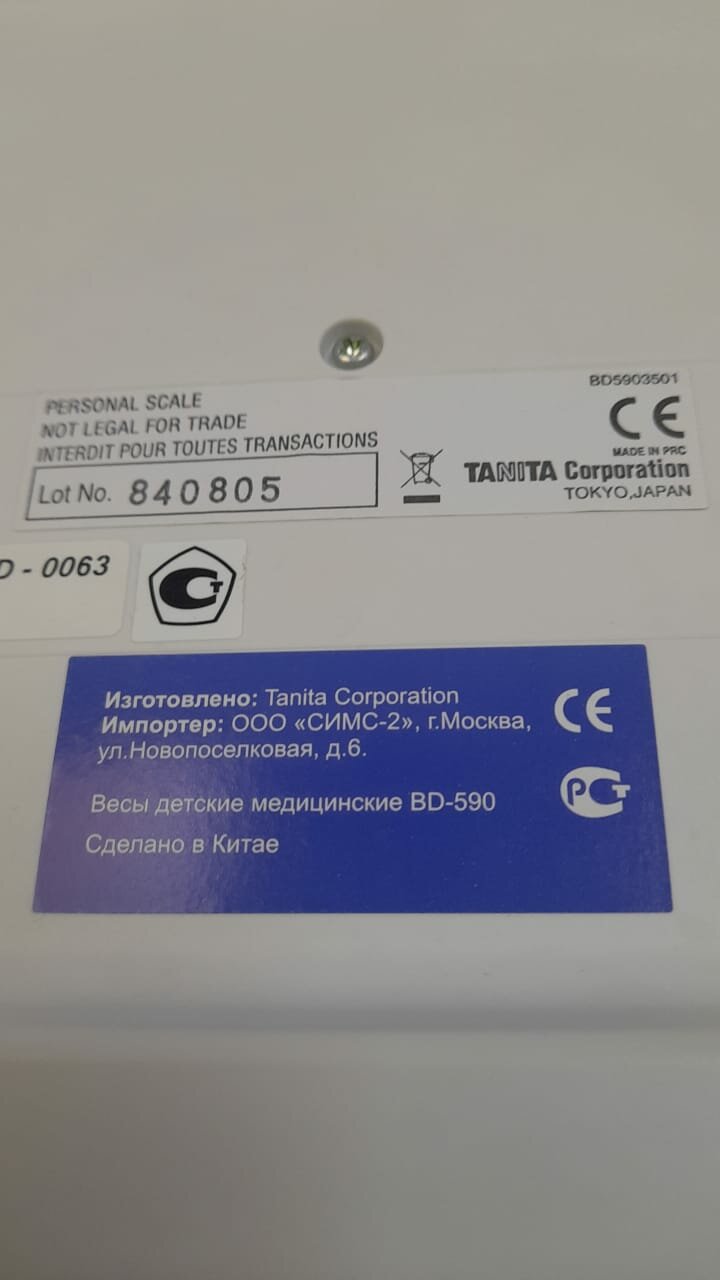 PERSONAL SCALE
NOT LEGAL FOR TRADE
INTERDIT POUR TOUTES TRANSACTIONS
Lot No. 840805
BD5903501
CE
MADE IN PRC
TANITA Corporation
TOKYO,JAPAN
D - 0063
Изготовлено: Tanita Corporation
Импортер: ООО «СИМС-2», г.Москва,
ул.Новопоселковая, д.6.
CE
РСТ
Весы детские медицинские BD-590
Сделано в Китае